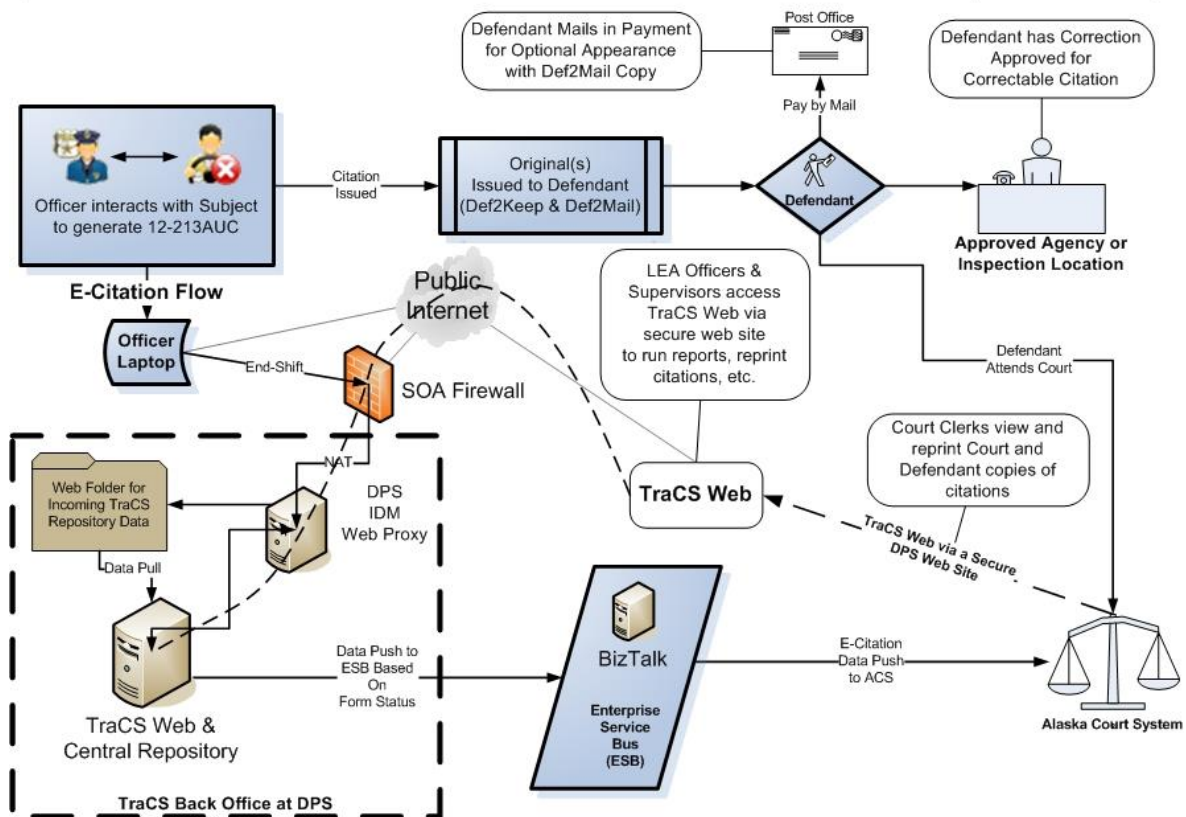 Defendant Mails in Payment
for Optional Appearance
with Def2Mail Copy
Post Office
Defendant has Correction
Approved for
Correctable Citation
Pay by Mail
Officer interacts with Subject
to generate 12-213AUC
Citation
Issued
Original(s)
Issued to Defendant
(Def2Keep & Def2Mail)
Defendant
Approved Agency or
Inspection Location
E-Citation Flow
Public
Internet
LEA Officers &
Supervisors access
TraCS Web via
secure web site
to run reports, reprint
citations, etc.
Officer
Laptop
End-Shift
SOA Firewall
Defendant
Attends Court
Court Clerks view and
reprint Court and
Defendant copies of
citations
NAT
Web Folder for
Incoming TraCS
Repository Data
DPS
IDM
Web Proxy
TraCS Web
TraCS Web via a Secure
DPS Web Site
Data Pull
Data Push to
ESB Based
On
Form Status
BizTalk
E-Citation
Data Push
to ACS
Enterprise
Service
Bus
(ESB)
TraCS Web &
Central Repository
Alaska Court System
TraCS Back Office at DPS